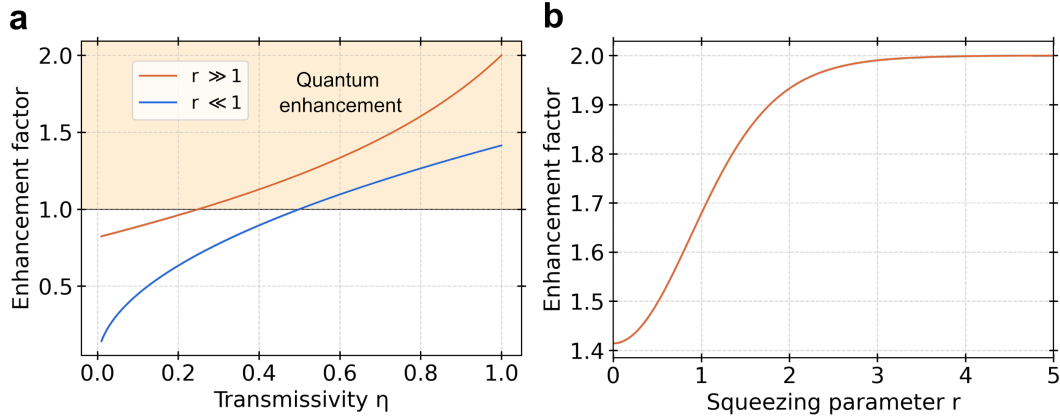 a
Enhancement factor
2.0
1.5
1.0
0.5
r ≫ 1
r ≪ 1
Quantum
enhancement
0.0 0.2 0.4 0.6 0.8 1.0
Transmissivity η
b
Enhancement factor
2.0
1.9
1.8
1.7
1.6
1.5
1.4
0 1 2 3 4 5
Squeezing parameter r